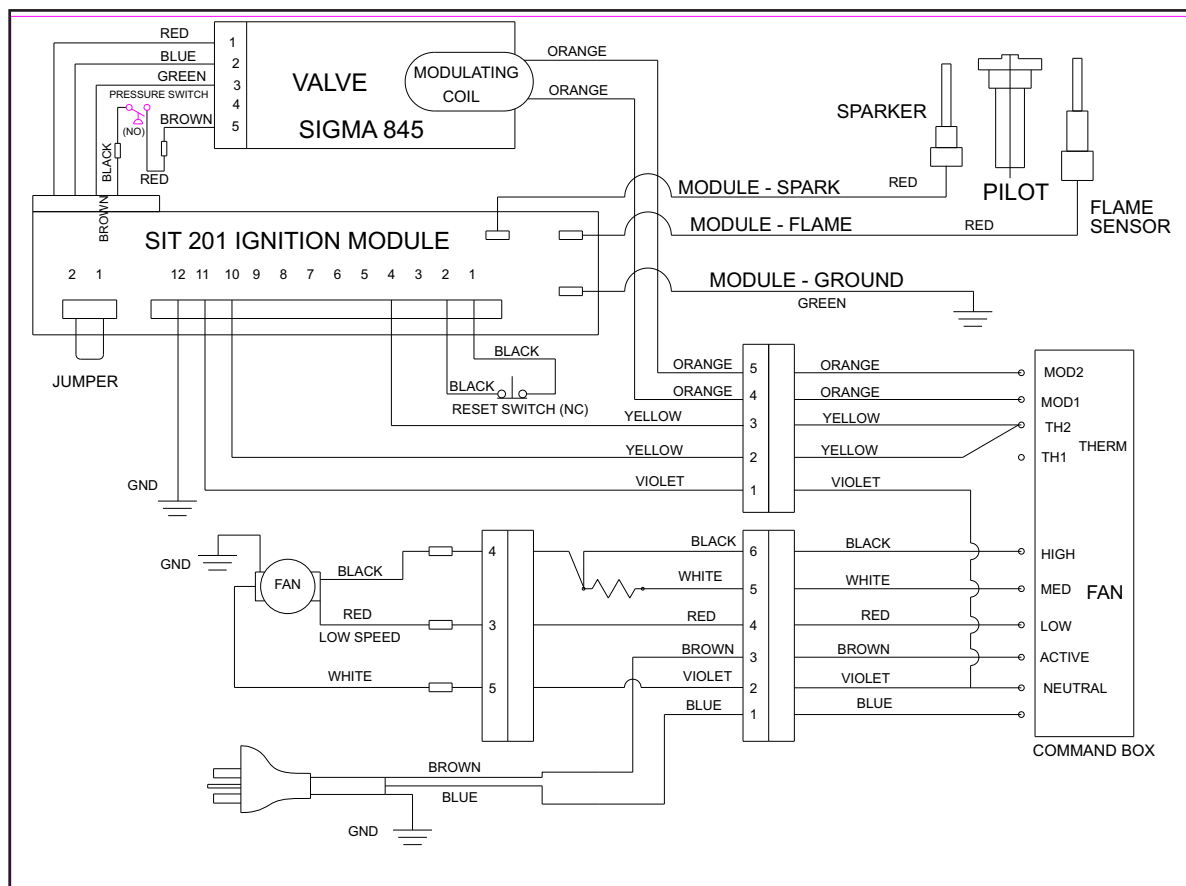 RED
1
BLUE
2
GREEN
3
PRESSURE SWITCH
4
(NO)
BROWN
5
BLACK
RED
BROWN
VALVE
SIGMA 845
MODULATING
COIL
ORANGE
ORANGE
SPARKER
PILOT
FLAME
SENSOR
MODULE - SPARK
RED
MODULE - FLAME
RED
MODULE - GROUND
GREEN
SIT 201 IGNITION MODULE
2 1
12 11 10 9 8 7 6 5 4 3 2 1
JUMPER
BLACK
BLACK
RESET SWITCH (NC)
ORANGE 5 ORANGE MOD2
ORANGE 4 ORANGE MOD1
YELLOW 3 YELLOW TH2
THERM
YELLOW 2 YELLOW TH1
VIOLET 1 VIOLET
GND
GND
FAN
BLACK
4
RED
LOW SPEED
3
WHITE
5
BLACK 6 BLACK HIGH
WHITE 5 WHITE MED
FAN
RED 4 RED LOW
BROWN 3 BROWN ACTIVE
VIOLET 2 VIOLET NEUTRAL
BLUE 1 BLUE
COMMAND BOX
BROWN
BLUE
GND